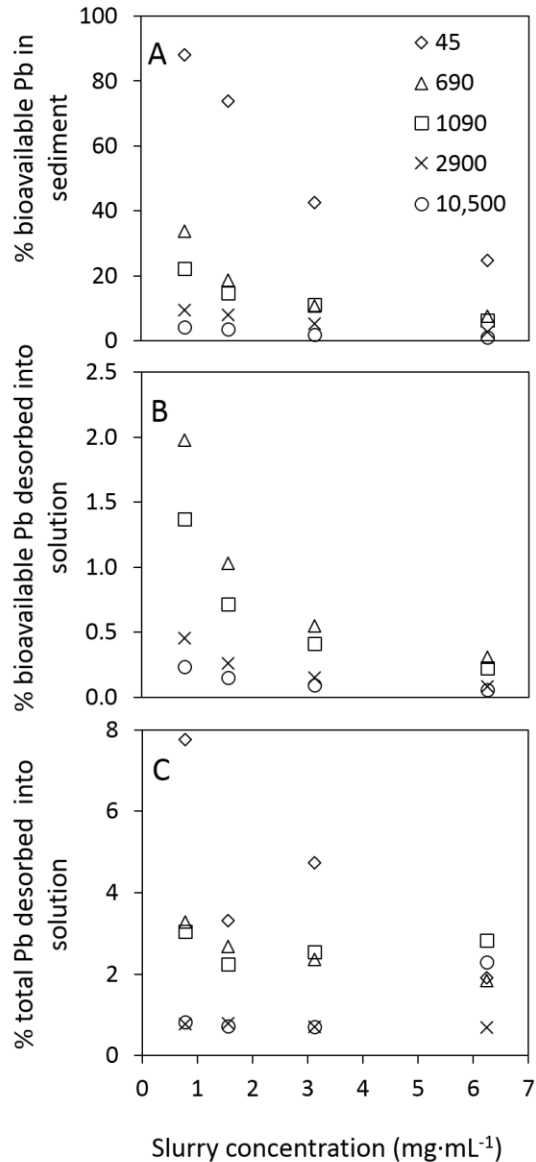 A
% bioavailable Pb in
sediment
100
80
60
40
20
0
45
690
1090
2900
10,500
B
% bioavailable Pb desorbed into
solution
2.5
2.0
1.5
1.0
0.5
0.0
C
% total Pb desorbed into
solution
8
6
4
2
0
0 1 2 3 4 5 6 7
Slurry concentration (mg·mL⁻¹)